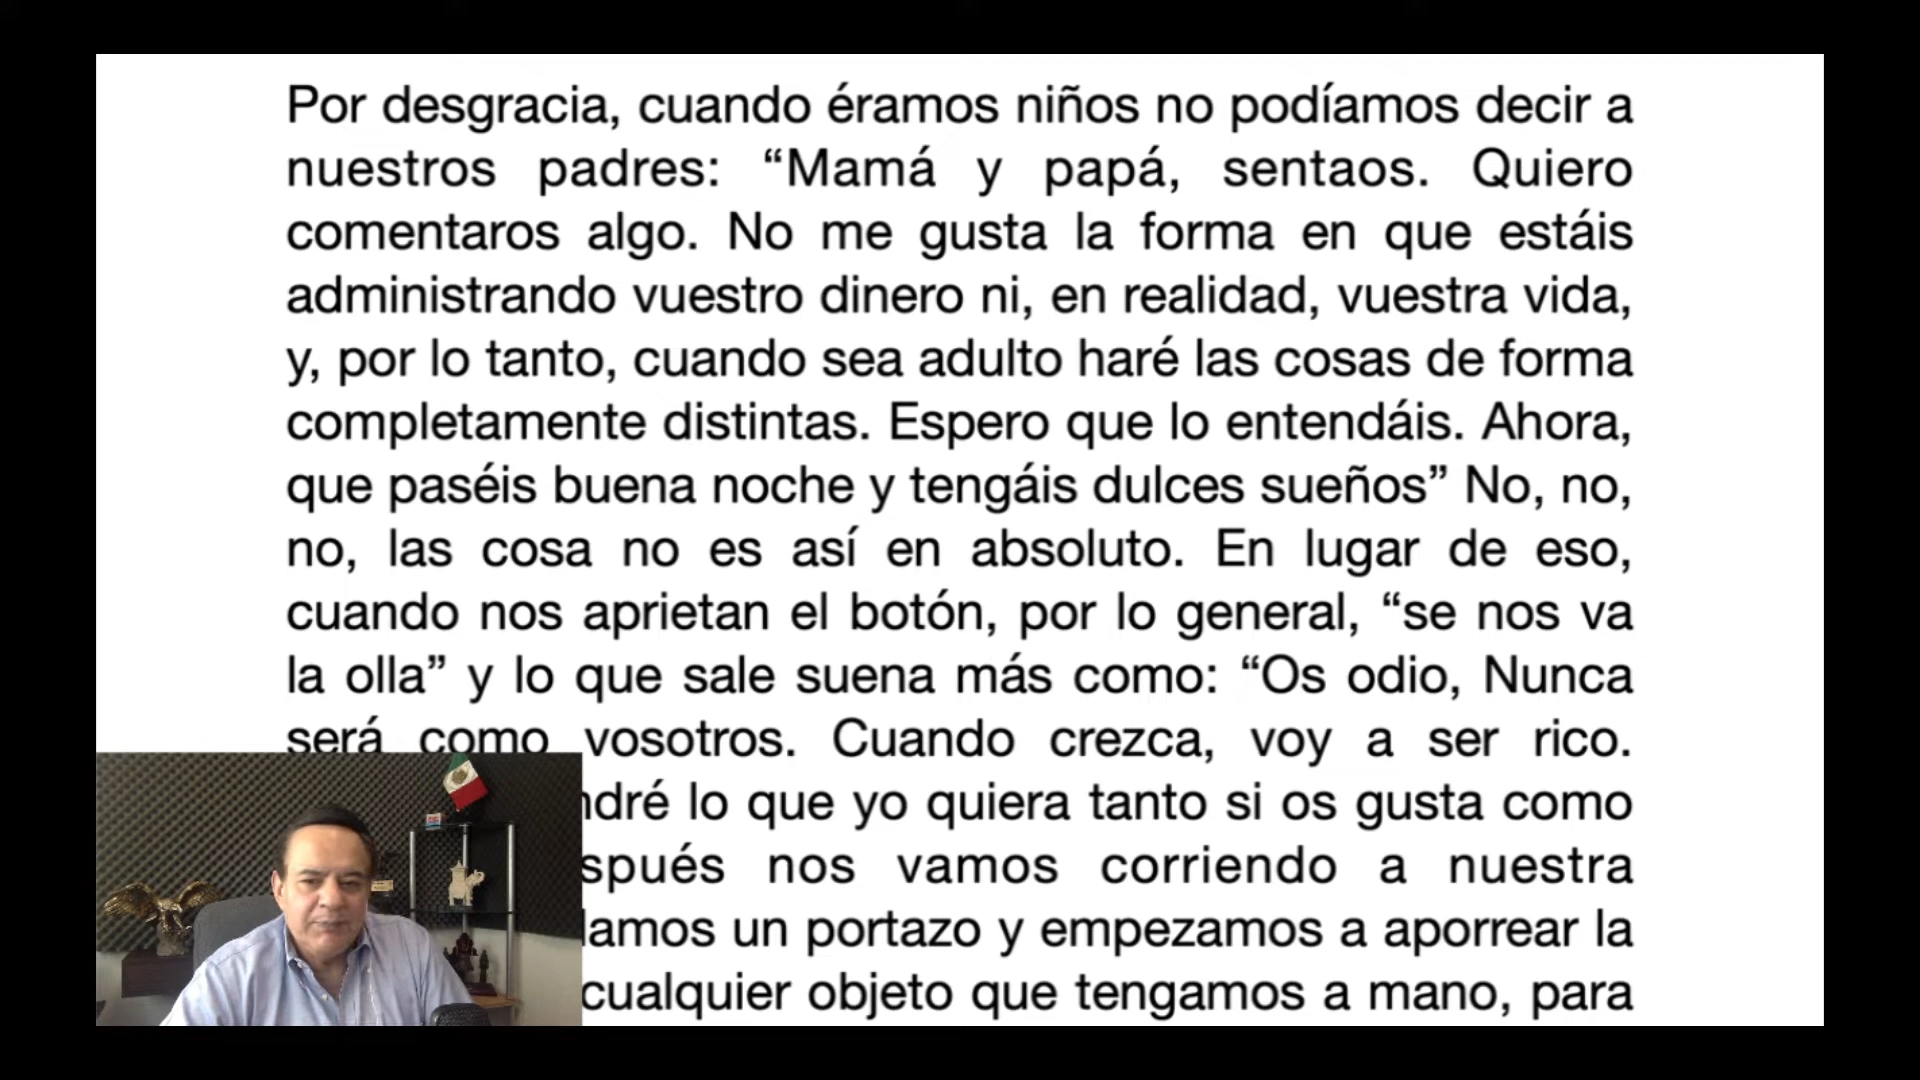 Por desgracia, cuando éramos niños no podíamos decir a
nuestros padres: “Mamá y papá, sentaos. Quiero
comentaros algo. No me gusta la forma en que estáis
administrando vuestro dinero ni, en realidad, vuestra vida,
y, por lo tanto, cuando sea adulto haré las cosas de forma
completamente distintas. Espero que lo entendáis. Ahora,
que paséis buena noche y tengáis dulces sueños” No, no,
no, las cosa no es así en absoluto. En lugar de eso,
cuando nos aprietan el botón, por lo general, “se nos va
la olla” y lo que sale suena más como: “Os odio, Nunca
será como vosotros. Cuando crezca, voy a ser rico.
lo que yo quiera tanto si os gusta como
nos vamos corriendo a nuestra
un portazo y empezamos a aporrear la
cualquier objeto que tengamos a mano, para